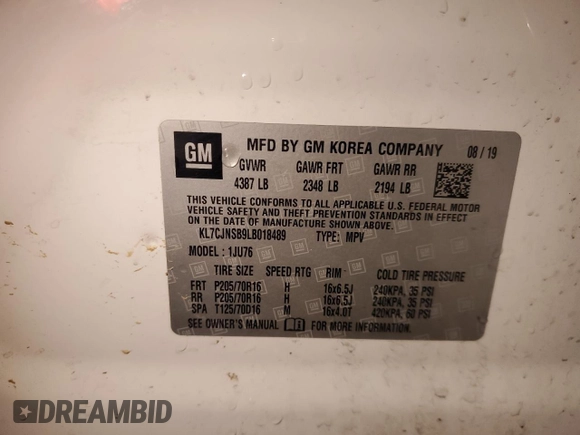 GM MFD BY GM KOREA COMPANY 08/19
GVWR GAWR FRT GAWR RR
4387 LB 2348 LB 2194 LB
THIS VEHICLE CONFORMS TO ALL APPLICABLE U.S. FEDERAL MOTOR
VEHICLE SAFETY AND THEFT PREVENTION STANDARDS IN
EFFECT ON THE DATE OF MANUFACTURE SHOWN ABOVE.
KL7CJNSB9LB018489 TYPE: MPV
MODEL: 1JU76
TIRE SIZE SPEED RTG RIM COLD TIRE PRESSURE
FRT P205/70R16 H 16x6.5J 240KPA, 35 PSI
RR P205/70R16 H 16x6.5J 240KPA, 35 PSI
SPA T125/70D16 M 16x4.0T 420KPA, 60 PSI
SEE OWNER'S MANUAL FOR MORE INFORMATION.
DREAMBID